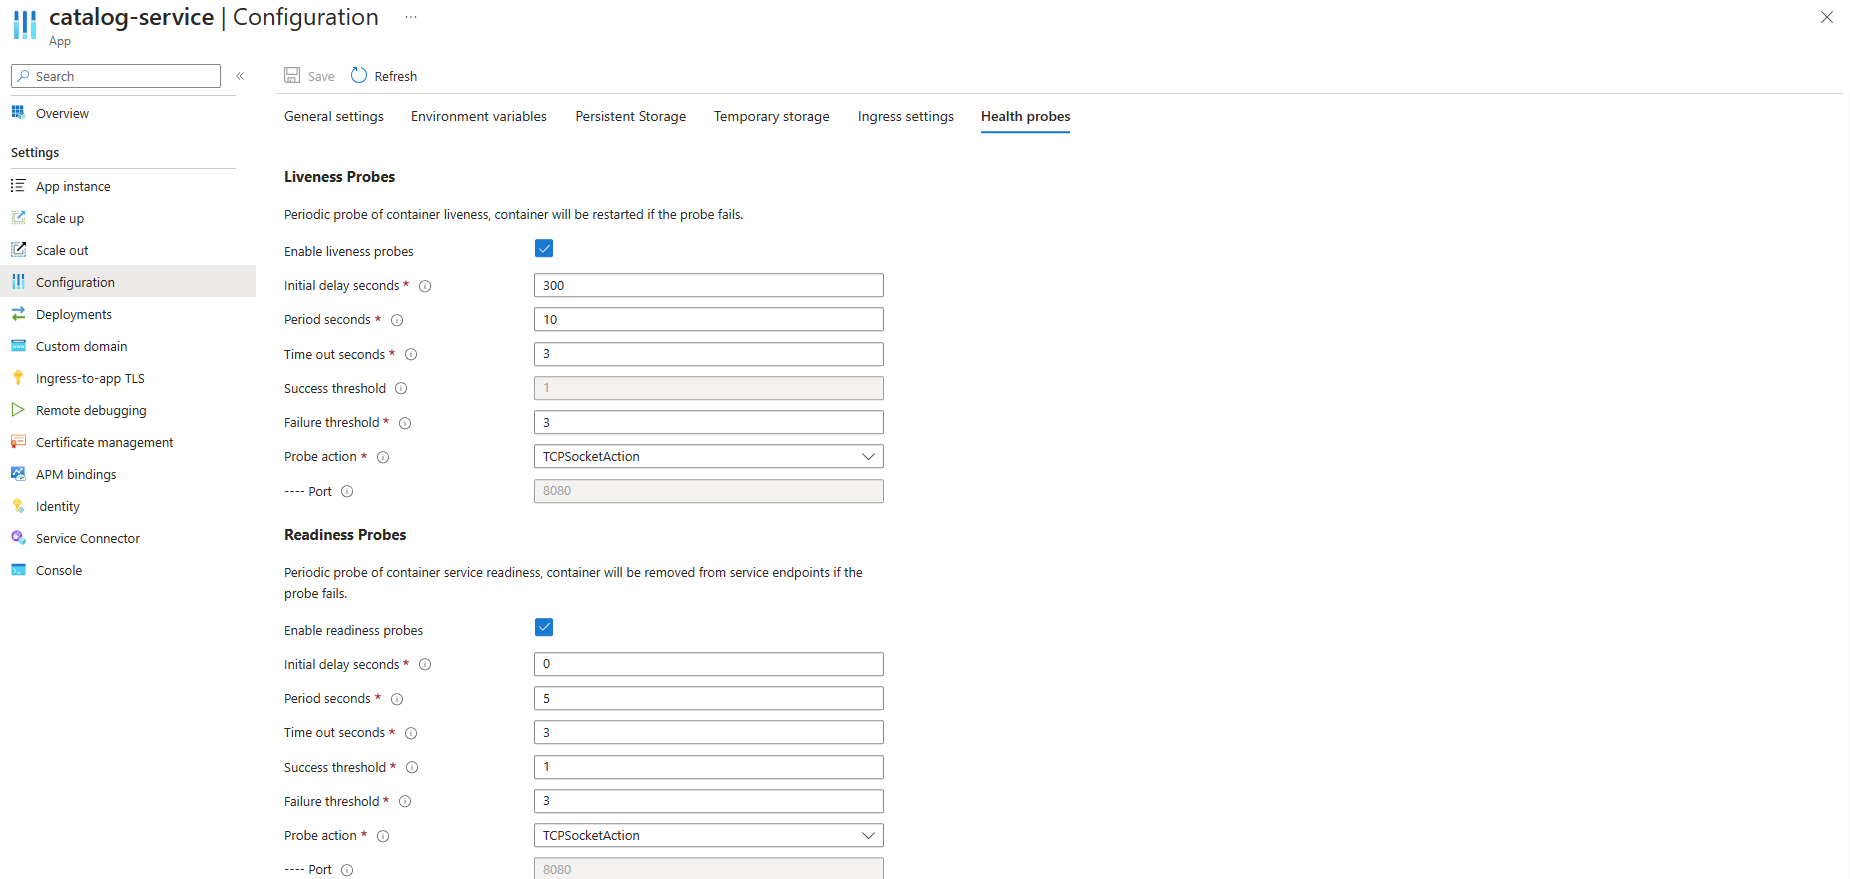 catalog-service | Configuration ...
App
Search «
Save Refresh
Overview
General settings Environment variables Persistent Storage Temporary storage Ingress settings Health probes
Settings
App instance
Scale up
Scale out
Configuration
Deployments
Custom domain
Ingress-to-app TLS
Remote debugging
Certificate management
APM bindings
Identity
Service Connector
Console
Liveness Probes
Periodic probe of container liveness, container will be restarted if the probe fails.
Enable liveness probes
Initial delay seconds * 300
Period seconds * 10
Time out seconds * 3
Success threshold 1
Failure threshold * 3
Probe action * TCPSocketAction
---- Port 8080
Readiness Probes
Periodic probe of container service readiness, container will be removed from service endpoints if the
probe fails.
Enable readiness probes
Initial delay seconds * 0
Period seconds * 5
Time out seconds * 3
Success threshold * 1
Failure threshold * 3
Probe action * TCPSocketAction
---- Port 8080